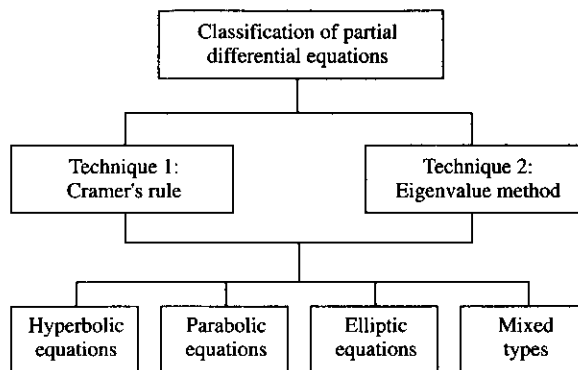 Classification of partial
differential equations
Technique 1:
Cramer's rule
Technique 2:
Eigenvalue method
Hyperbolic
equations
Parabolic
equations
Elliptic
equations
Mixed
types